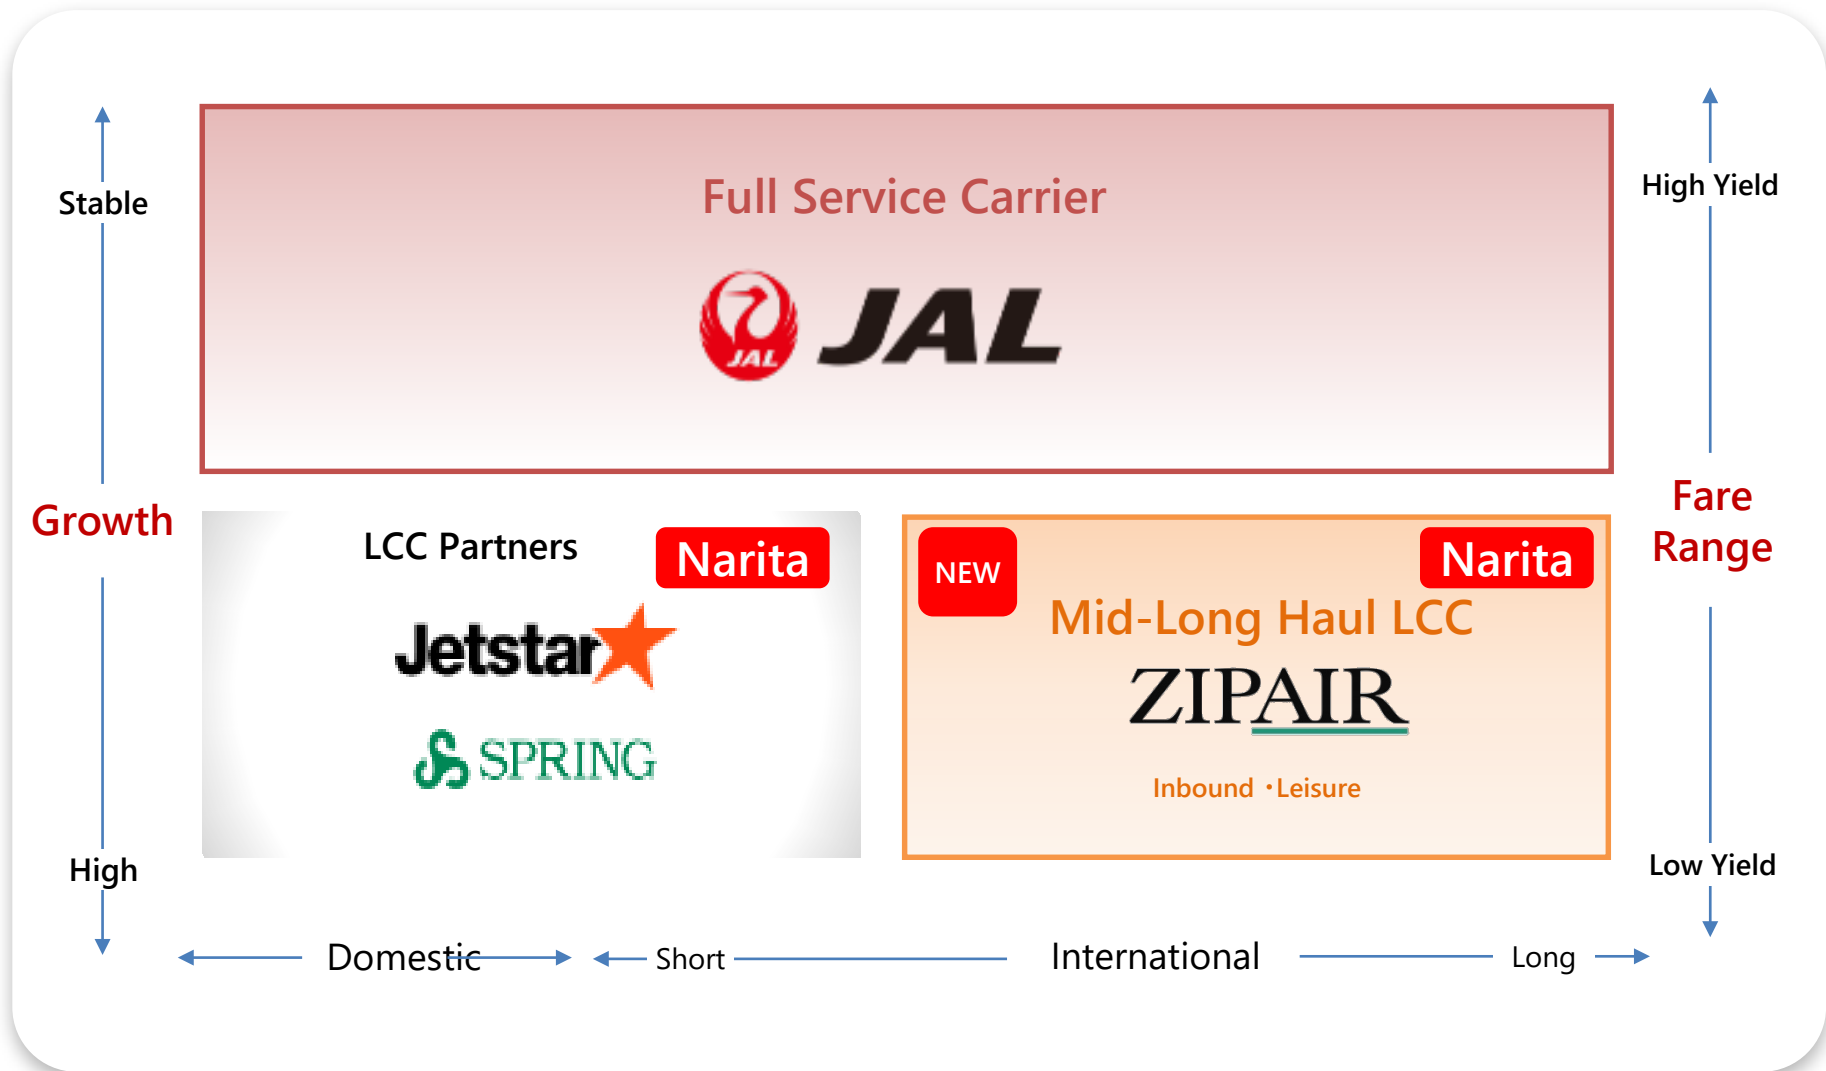 Stable
High Yield
Full Service Carrier
JAL
JAL
Growth
Fare
Range
LCC Partners
Narita
Jetstar
SPRING
NEW
Narita
Mid-Long Haul LCC
ZIPAIR
Inbound ・Leisure
High
Low Yield
Domestic
Short
International
Long